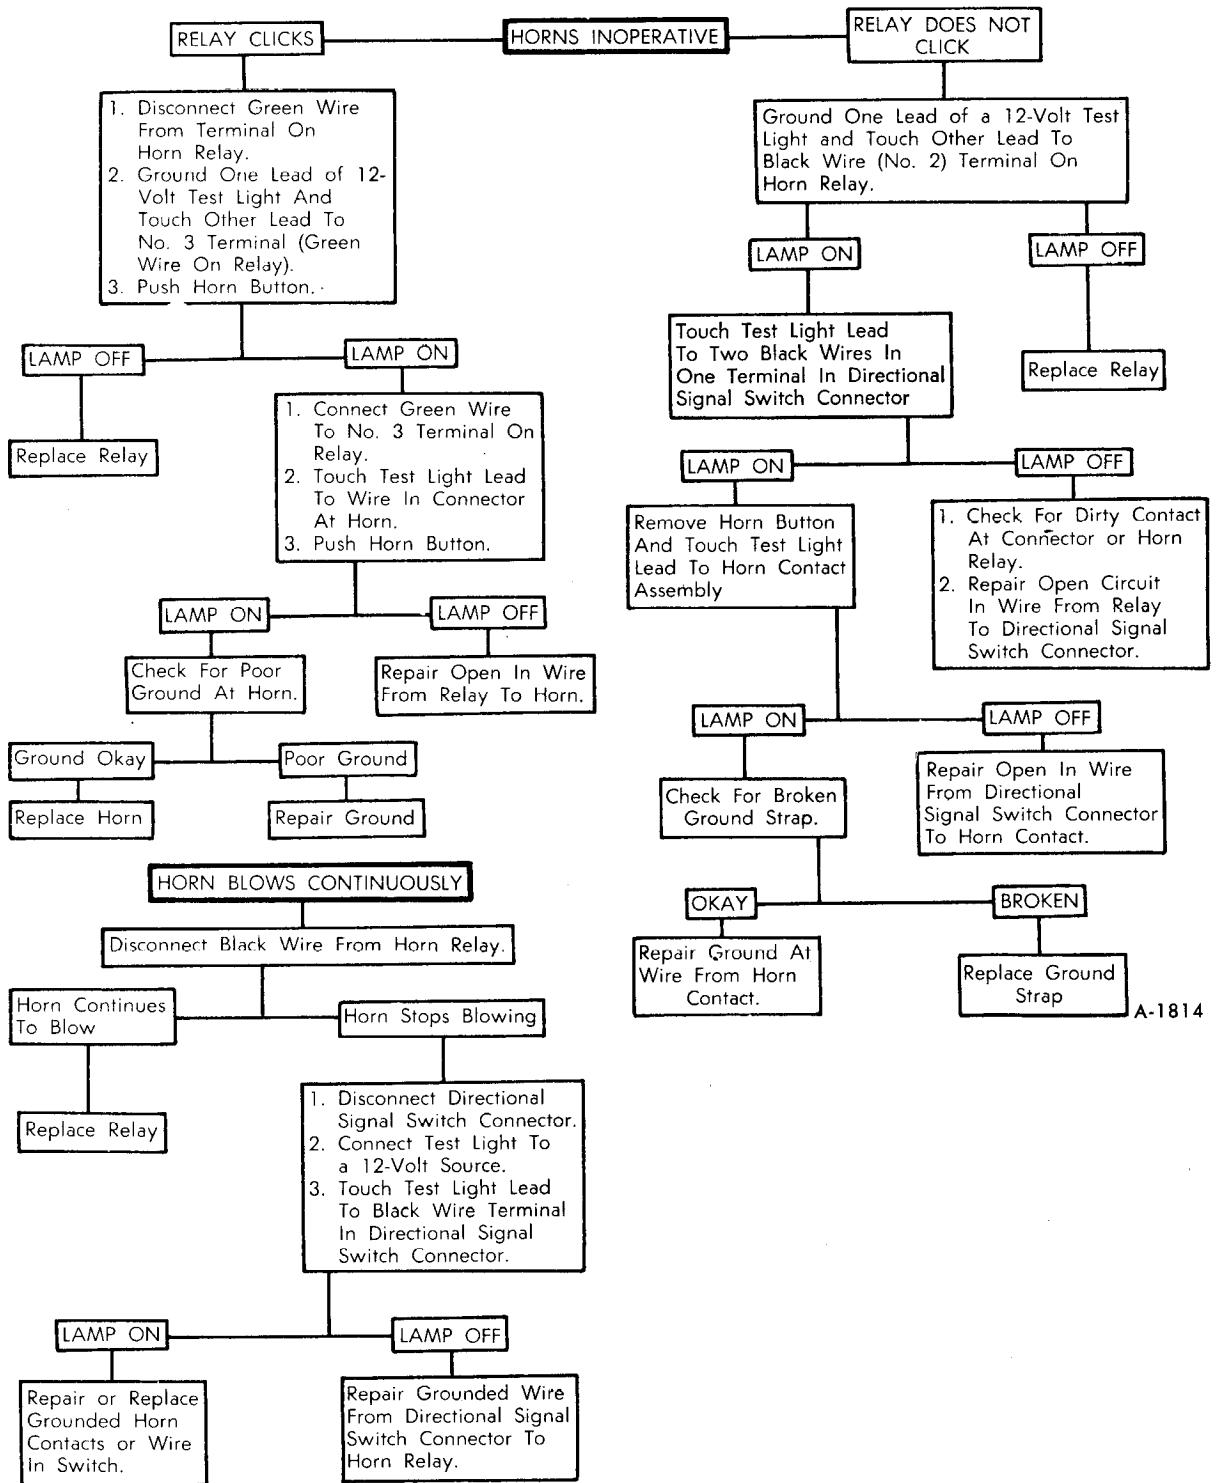 RELAY CLICKS
HORNS INOPERATIVE
RELAY DOES NOT
CLICK
1. Disconnect Green Wire
From Terminal On
Horn Relay.
2. Ground One Lead of 12-
Volt Test Light And
Touch Other Lead To
No. 3 Terminal (Green
Wire On Relay).
3. Push Horn Button.
LAMP OFF
LAMP ON
Replace Relay
1. Connect Green Wire
To No. 3 Terminal On
Relay.
2. Touch Test Light Lead
To Wire In Connector
At Horn.
3. Push Horn Button.
LAMP ON
LAMP OFF
Check For Poor
Ground At Horn.
Repair Open In Wire
From Relay To Horn.
Ground Okay
Poor Ground
Replace Horn
Repair Ground
Ground One Lead of a 12-Volt Test
Light and Touch Other Lead To
Black Wire (No. 2) Terminal On
Horn Relay.
LAMP ON
LAMP OFF
Touch Test Light Lead
To Two Black Wires In
One Terminal In Directional
Signal Switch Connector
Replace Relay
LAMP ON
LAMP OFF
Remove Horn Button
And Touch Test Light
Lead To Horn Contact
Assembly
1. Check For Dirty Contact
At Connector or Horn
Relay.
2. Repair Open Circuit
In Wire From Relay
To Directional Signal
Switch Connector.
LAMP ON
LAMP OFF
Check For Broken
Ground Strap.
Repair Open In Wire
From Directional
Signal Switch Connector
To Horn Contact.
OKAY
BROKEN
Repair Ground At
Wire From Horn
Contact.
Replace Ground
Strap
A-1814
HORN BLOWS CONTINUOUSLY
Disconnect Black Wire From Horn Relay.
Horn Continues
To Blow
Horn Stops Blowing
Replace Relay
1. Disconnect Directional
Signal Switch Connector.
2. Connect Test Light To
a 12-Volt Source.
3. Touch Test Light Lead
To Black Wire Terminal
In Directional Signal
Switch Connector.
LAMP ON
LAMP OFF
Repair or Replace
Grounded Horn
Contacts or Wire
In Switch.
Repair Grounded Wire
From Directional Signal
Switch Connector To
Horn Relay.